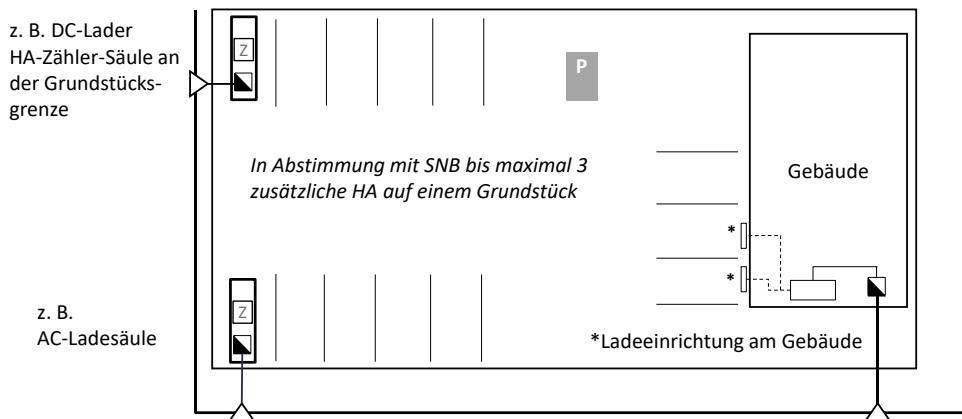 z. B. DC-Lader
HA-Zähler-Säule an
der Grundstücks-
grenze
Z
P
In Abstimmung mit SNB bis maximal 3
zusätzliche HA auf einem Grundstück
Gebäude
*
*
z. B.
AC-Ladesäule
Z
*Ladeeinrichtung am Gebäude